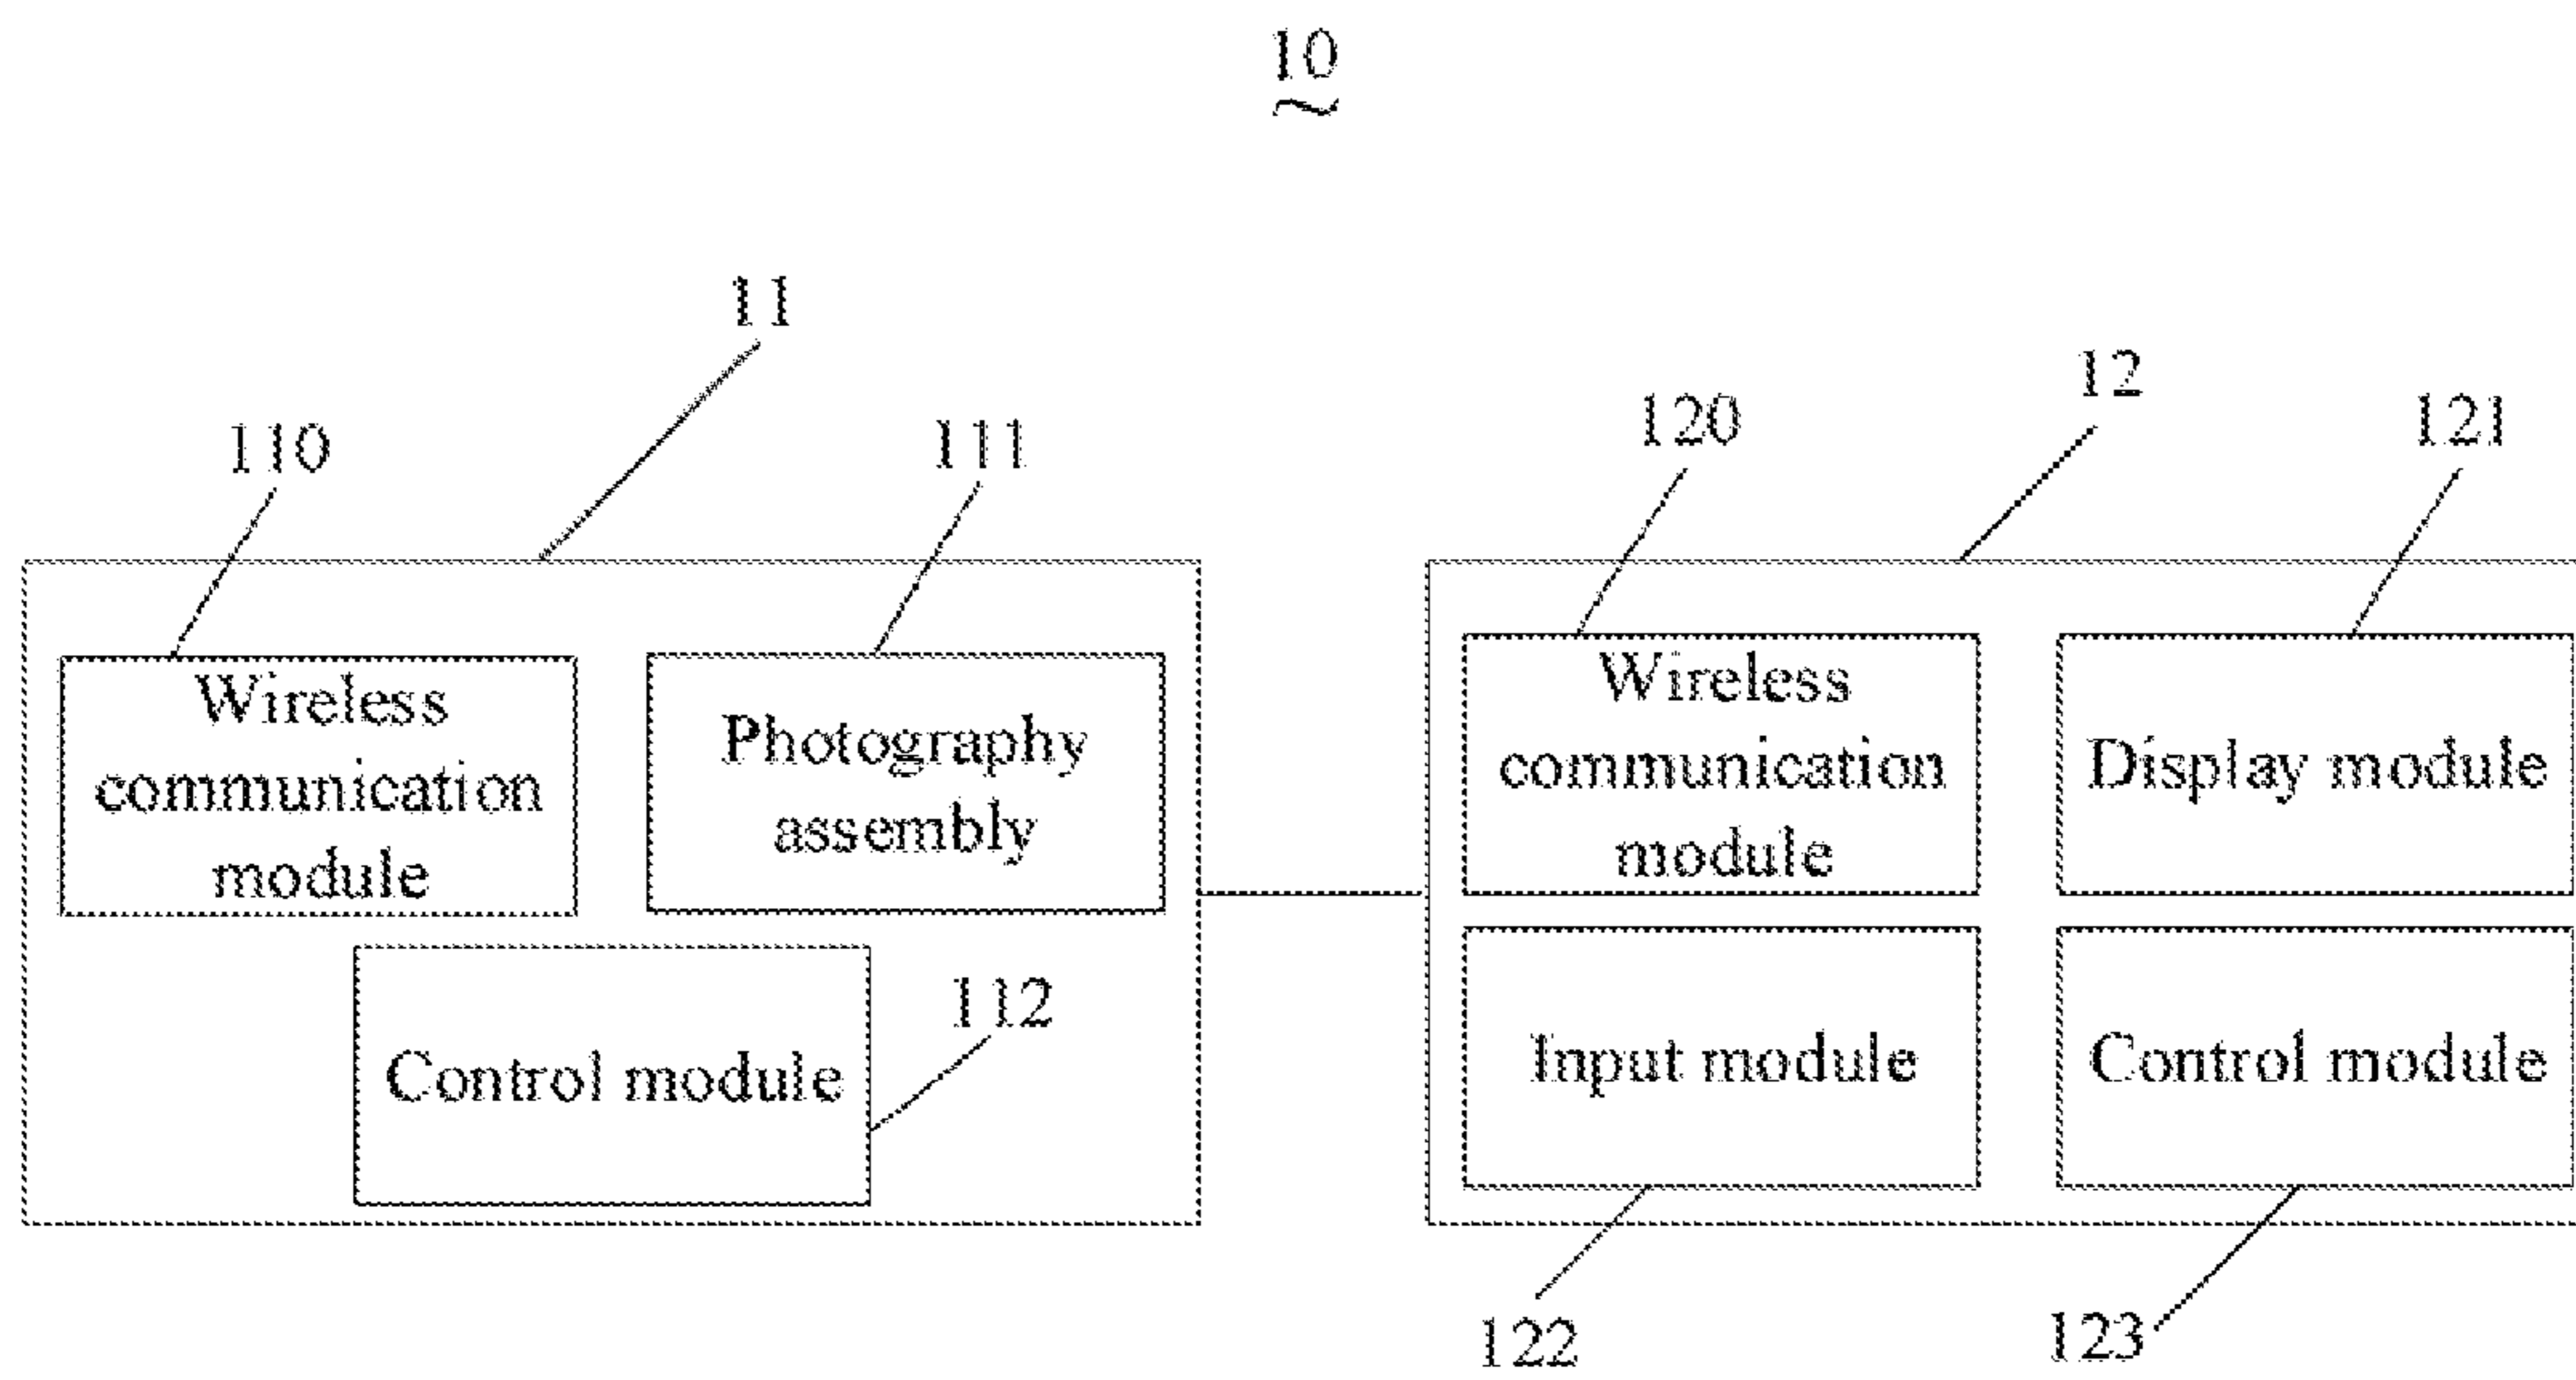 10
11
12
110
111
120
121
Wireless
communication
module
Photography
assembly
Control module
112
Wireless
communication
module
Display module
Input module
Control module
122
123